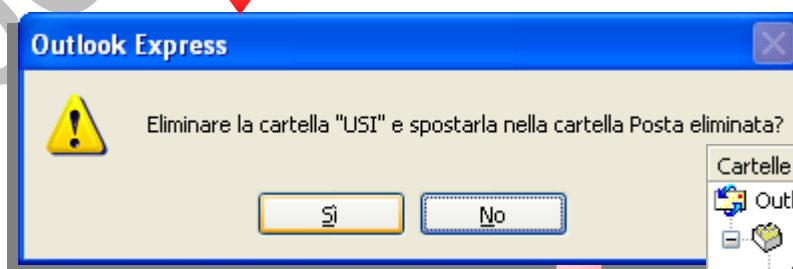 Outlook Express
Eliminare la cartella "USI" e spostarla nella cartella Posta eliminata?
Cartelle
Sì
No